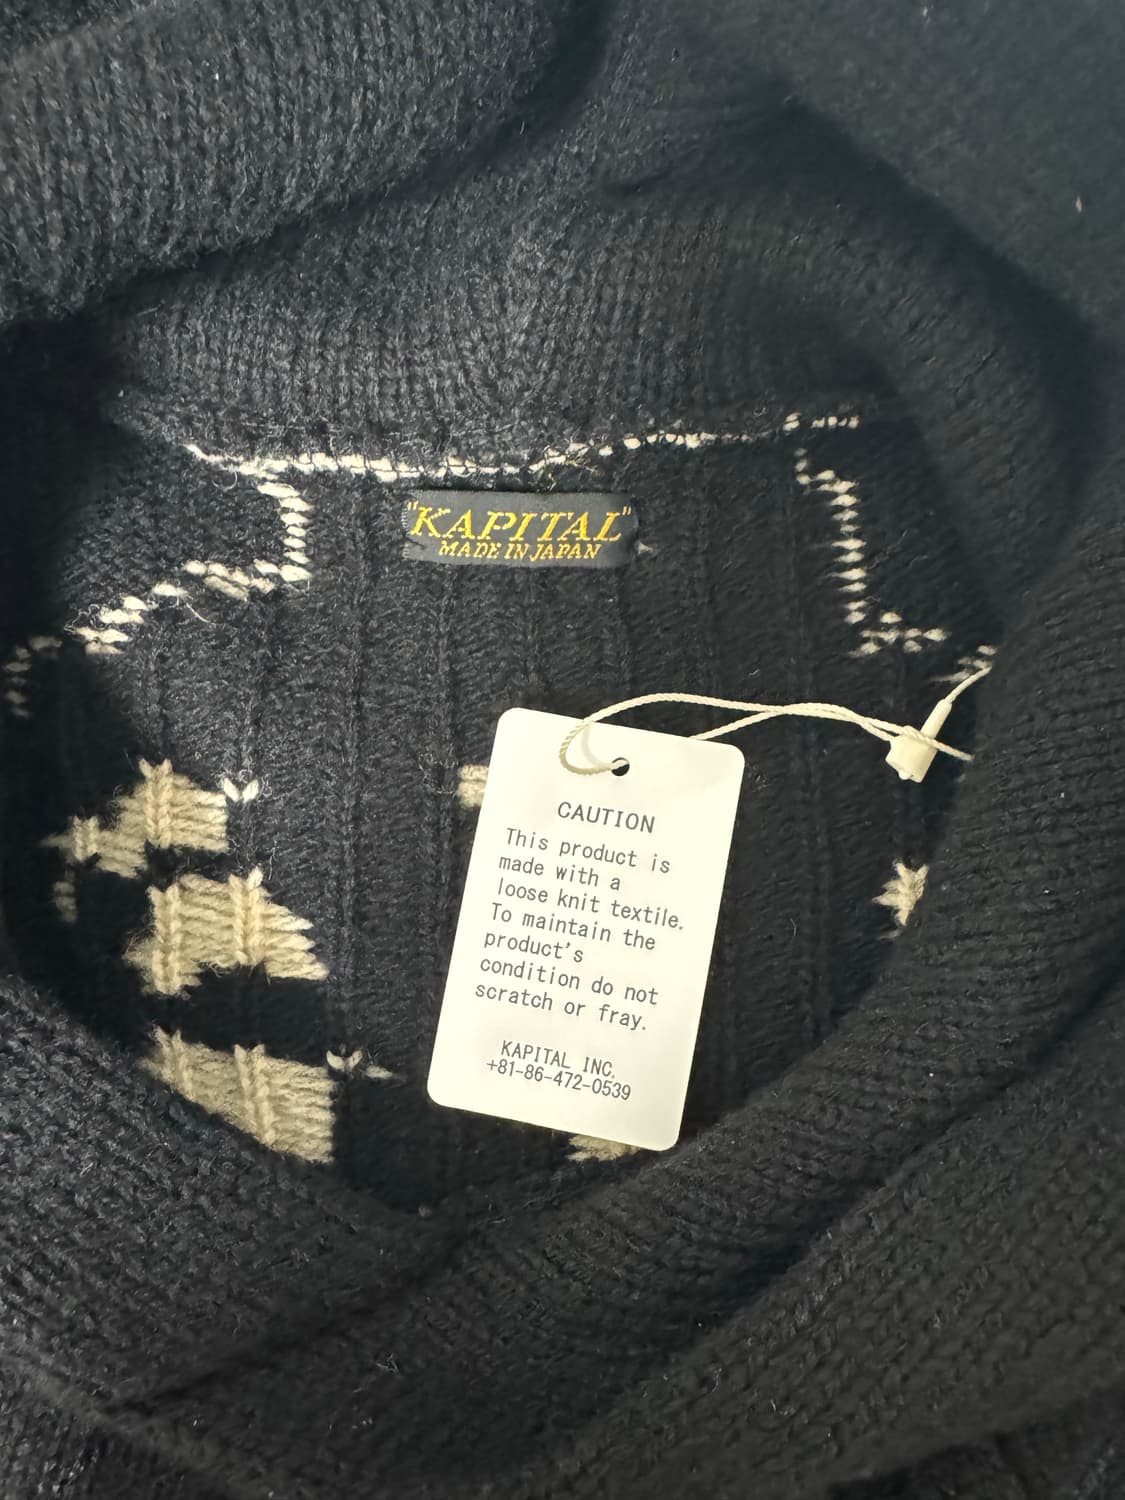 "KAPITAL"
MADE IN JAPAN
CAUTION
This product is
made with a
loose knit textile.
To maintain the
product's
condition do not
scratch or fray.
KAPITAL INC.
+81-86-472-0539